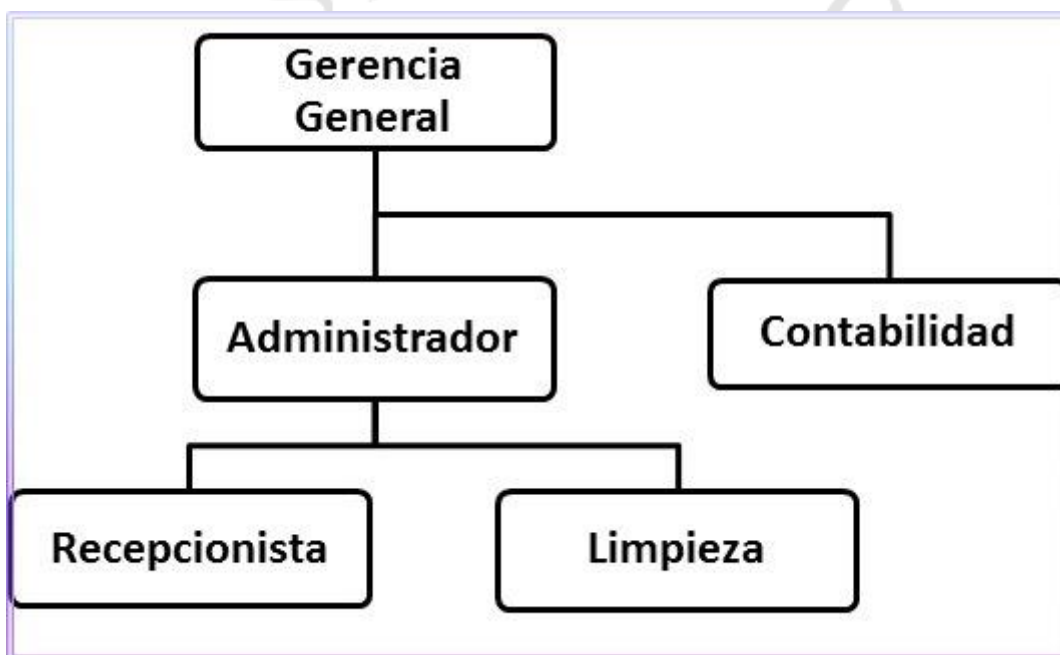 Gerencia
General
Administrador
Contabilidad
Recepcionista
Limpieza